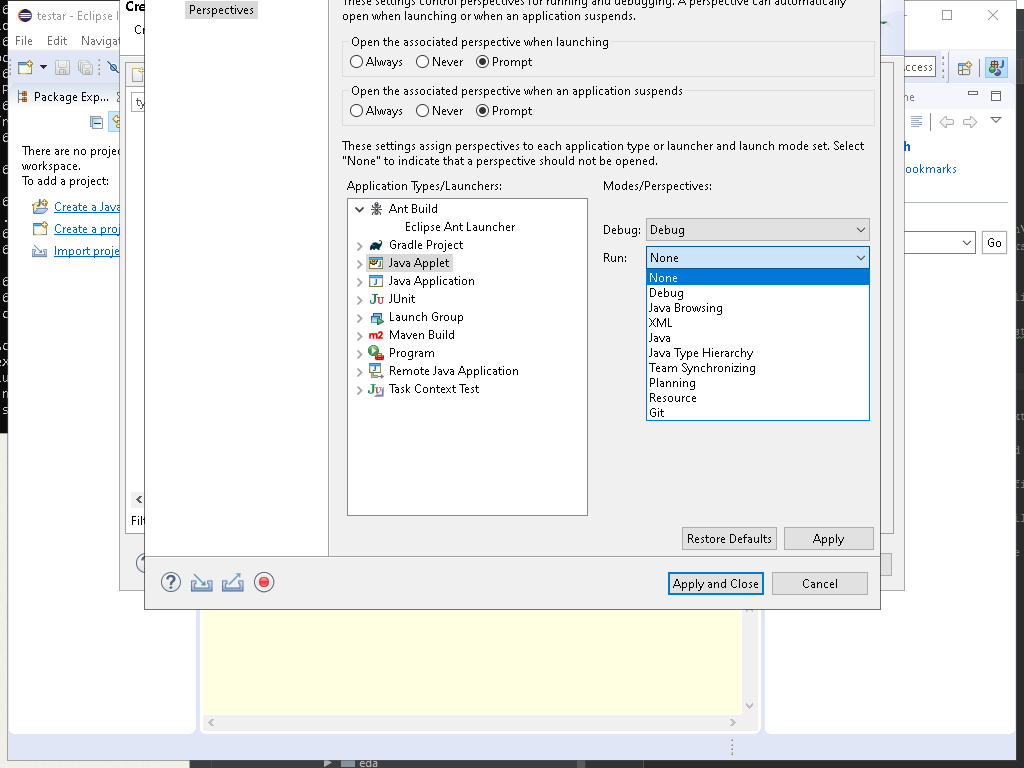 testar - Eclipse I
File Edit Navigat
Cre
Cr
Package Exp...
ty
There are no proje
workspace.
To add a project:
Create a Java
Create a proj
Import proje
Filt
Perspectives
These settings control perspectives for running and debugging. A perspective can automatically
open when launching or when an application suspends.
Open the associated perspective when launching
Always Never Prompt
Open the associated perspective when an application suspends
Always Never Prompt
These settings assign perspectives to each application type or launcher and launch mode set. Select
"None" to indicate that a perspective should not be opened.
Application Types/Launchers:
Ant Build
Eclipse Ant Launcher
Gradle Project
Java Applet
Java Application
JUnit
Launch Group
Maven Build
Program
Remote Java Application
Task Context Test
Modes/Perspectives:
Debug: Debug
Run: None
None
Debug
Java Browsing
XML
Java
Java Type Hierarchy
Team Synchronizing
Planning
Resource
Git
Restore Defaults Apply
Apply and Close Cancel
ccess
ne
h
ookmarks
Go
eda